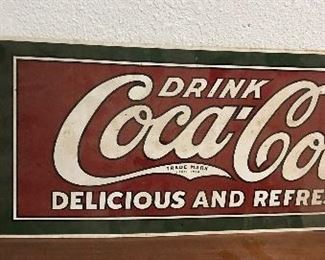 DRINK
Coca-Co
TRADE MARK
DELICIOUS AND REFRE